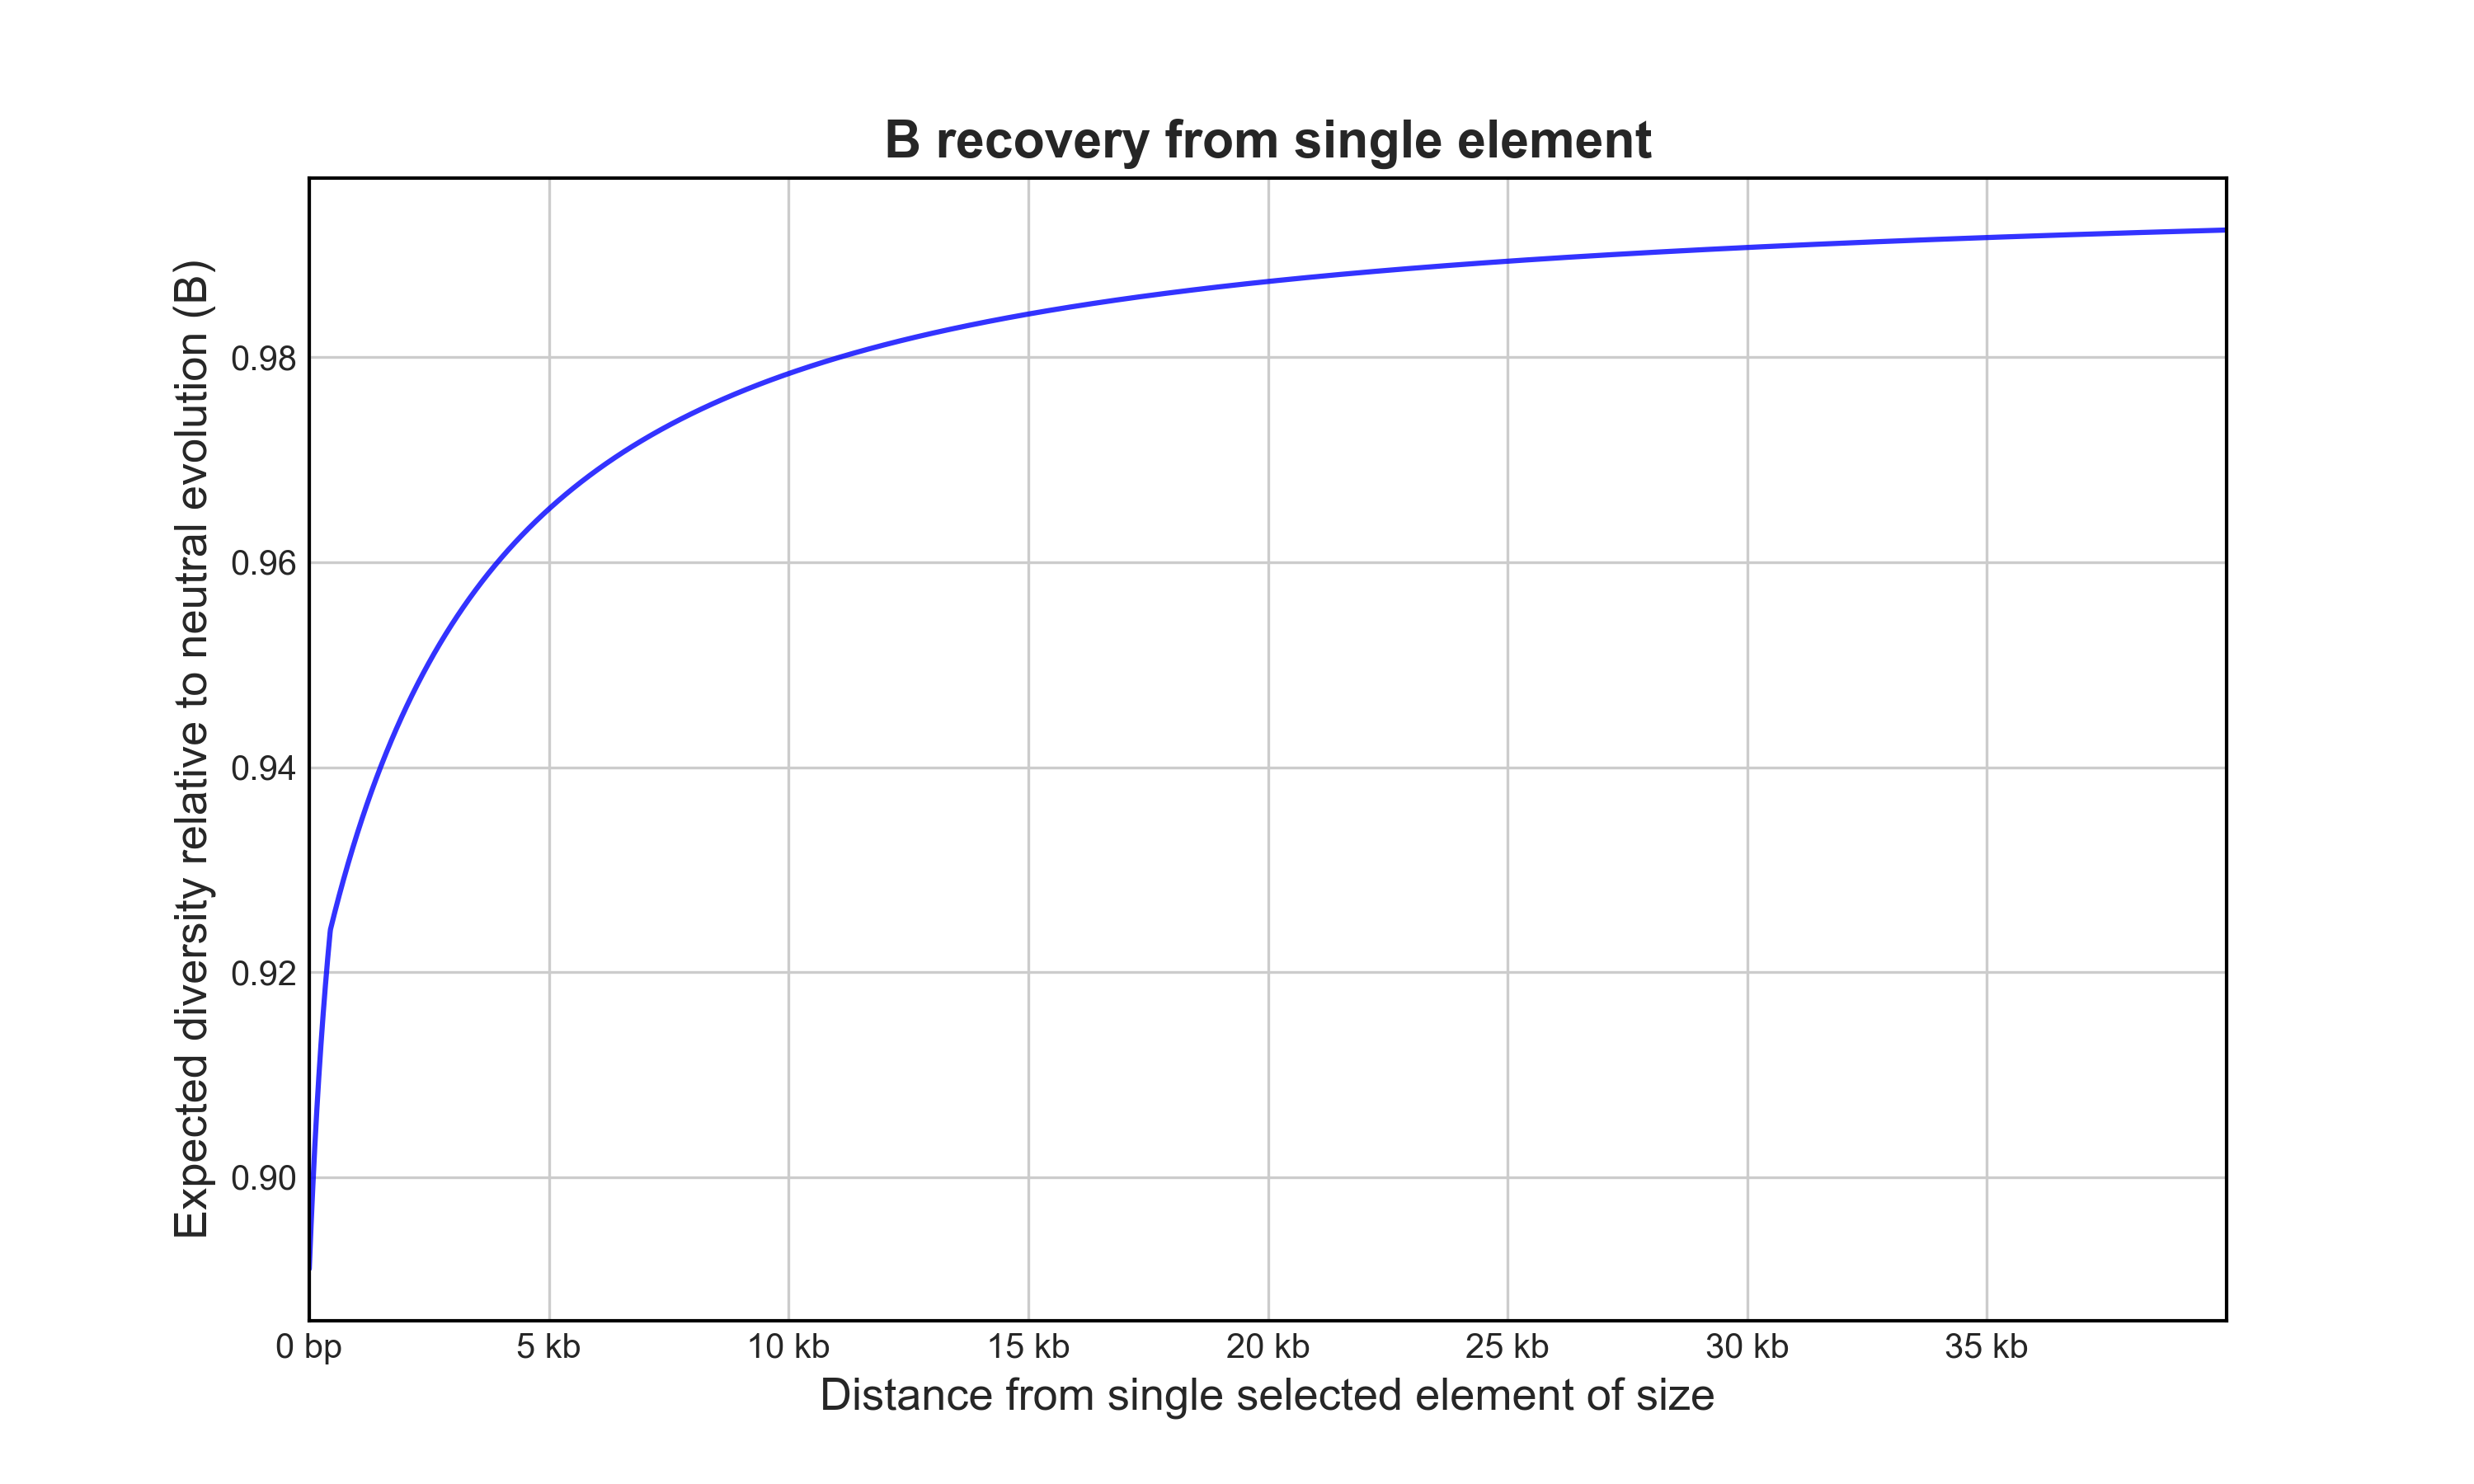 B recovery from single element
Expected diversity relative to neutral evolution (B)
0.98
0.96
0.94
0.92
0.90
0 bp
5 kb
10 kb
15 kb
20 kb
25 kb
30 kb
35 kb
Distance from single selected element of size